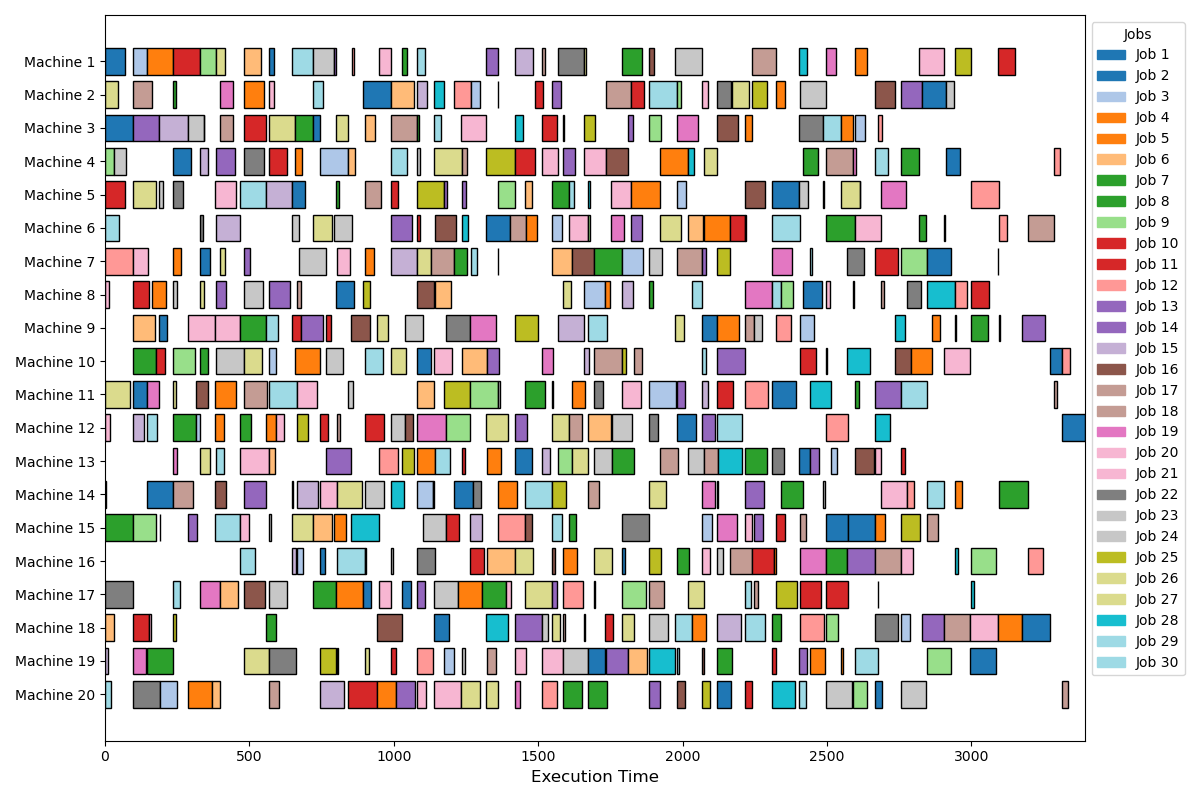 Machine 1
Machine 2
Machine 3
Machine 4
Machine 5
Machine 6
Machine 7
Machine 8
Machine 9
Machine 10
Machine 11
Machine 12
Machine 13
Machine 14
Machine 15
Machine 16
Machine 17
Machine 18
Machine 19
Machine 20
0 500 1000 1500 2000 2500 3000
Execution Time
Jobs
Job 1
Job 2
Job 3
Job 4
Job 5
Job 6
Job 7
Job 8
Job 9
Job 10
Job 11
Job 12
Job 13
Job 14
Job 15
Job 16
Job 17
Job 18
Job 19
Job 20
Job 21
Job 22
Job 23
Job 24
Job 25
Job 26
Job 27
Job 28
Job 29
Job 30